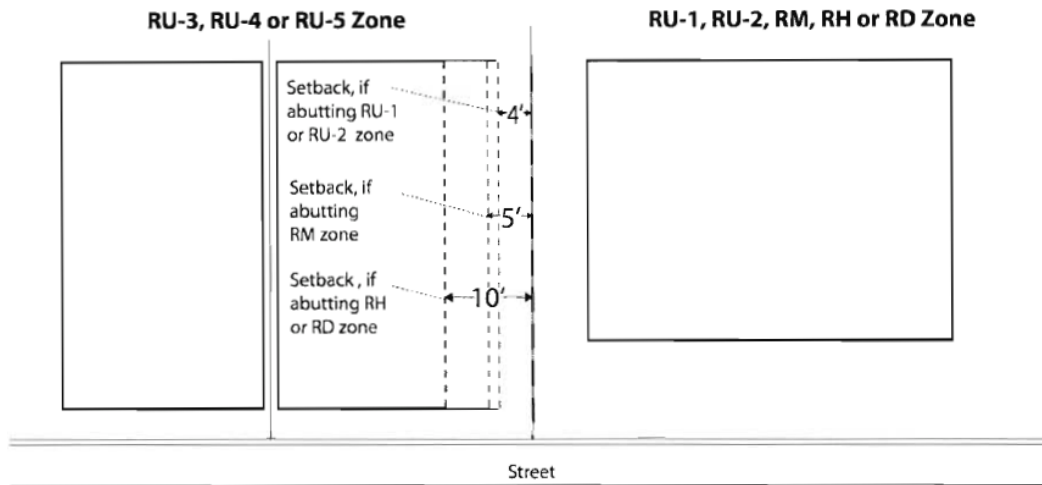 RU-3, RU-4 or RU-5 Zone
RU-1, RU-2, RM, RH or RD Zone
Setback, if
abutting RU-1
or RU-2 zone
4'
Setback, if
abutting
RM zone
5'
Setback, if
abutting RH
or RD zone
10'
Street